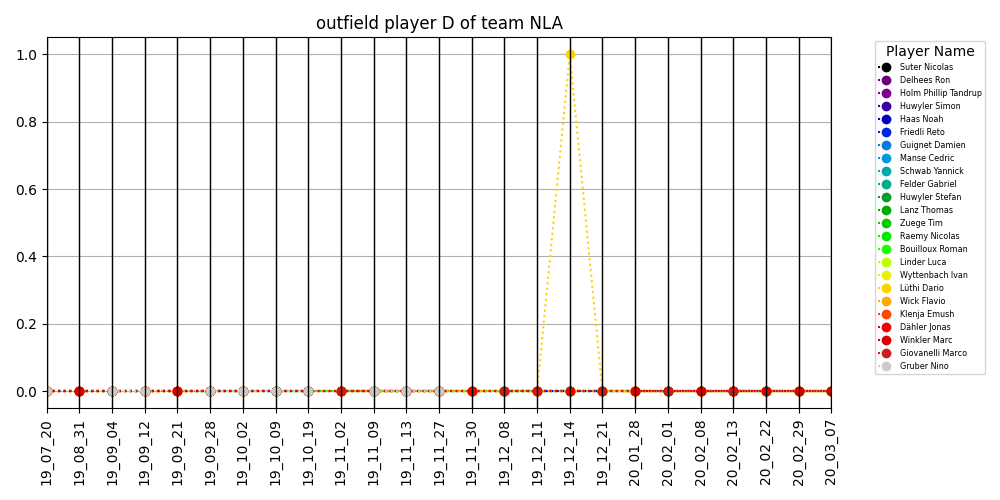 outfield player D of team NLA
1.0
0.8
0.6
0.4
0.2
0.0
19_07_20
19_08_31
19_09_04
19_09_12
19_09_21
19_09_28
19_10_02
19_10_09
19_10_19
19_11_02
19_11_09
19_11_13
19_11_27
19_11_30
19_12_08
19_12_11
19_12_14
19_12_21
20_01_28
20_02_01
20_02_08
20_02_13
20_02_22
20_02_29
20_03_07
Player Name
Suter Nicolas
Delhees Ron
Holm Phillip Tandrup
Huwyler Simon
Haas Noah
Friedli Reto
Guignet Damien
Manse Cedric
Schwab Yannick
Felder Gabriel
Huwyler Stefan
Lanz Thomas
Zuege Tim
Raemy Nicolas
Bouilloux Roman
Linder Luca
Wyttenbach Ivan
Lüthi Dario
Wick Flavio
Klenja Emush
Dähler Jonas
Winkler Marc
Giovanelli Marco
Gruber Nino